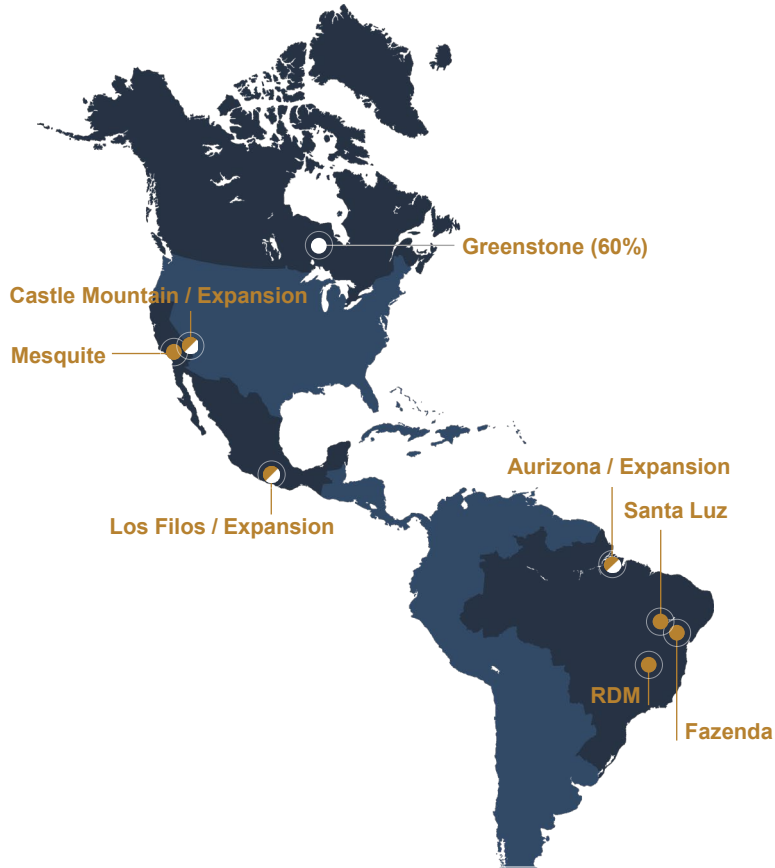 Greenstone (60%)
Castle Mountain / Expansion
Mesquite
Aurizona / Expansion
Santa Luz
Los Filos / Expansion
RDM
Fazenda